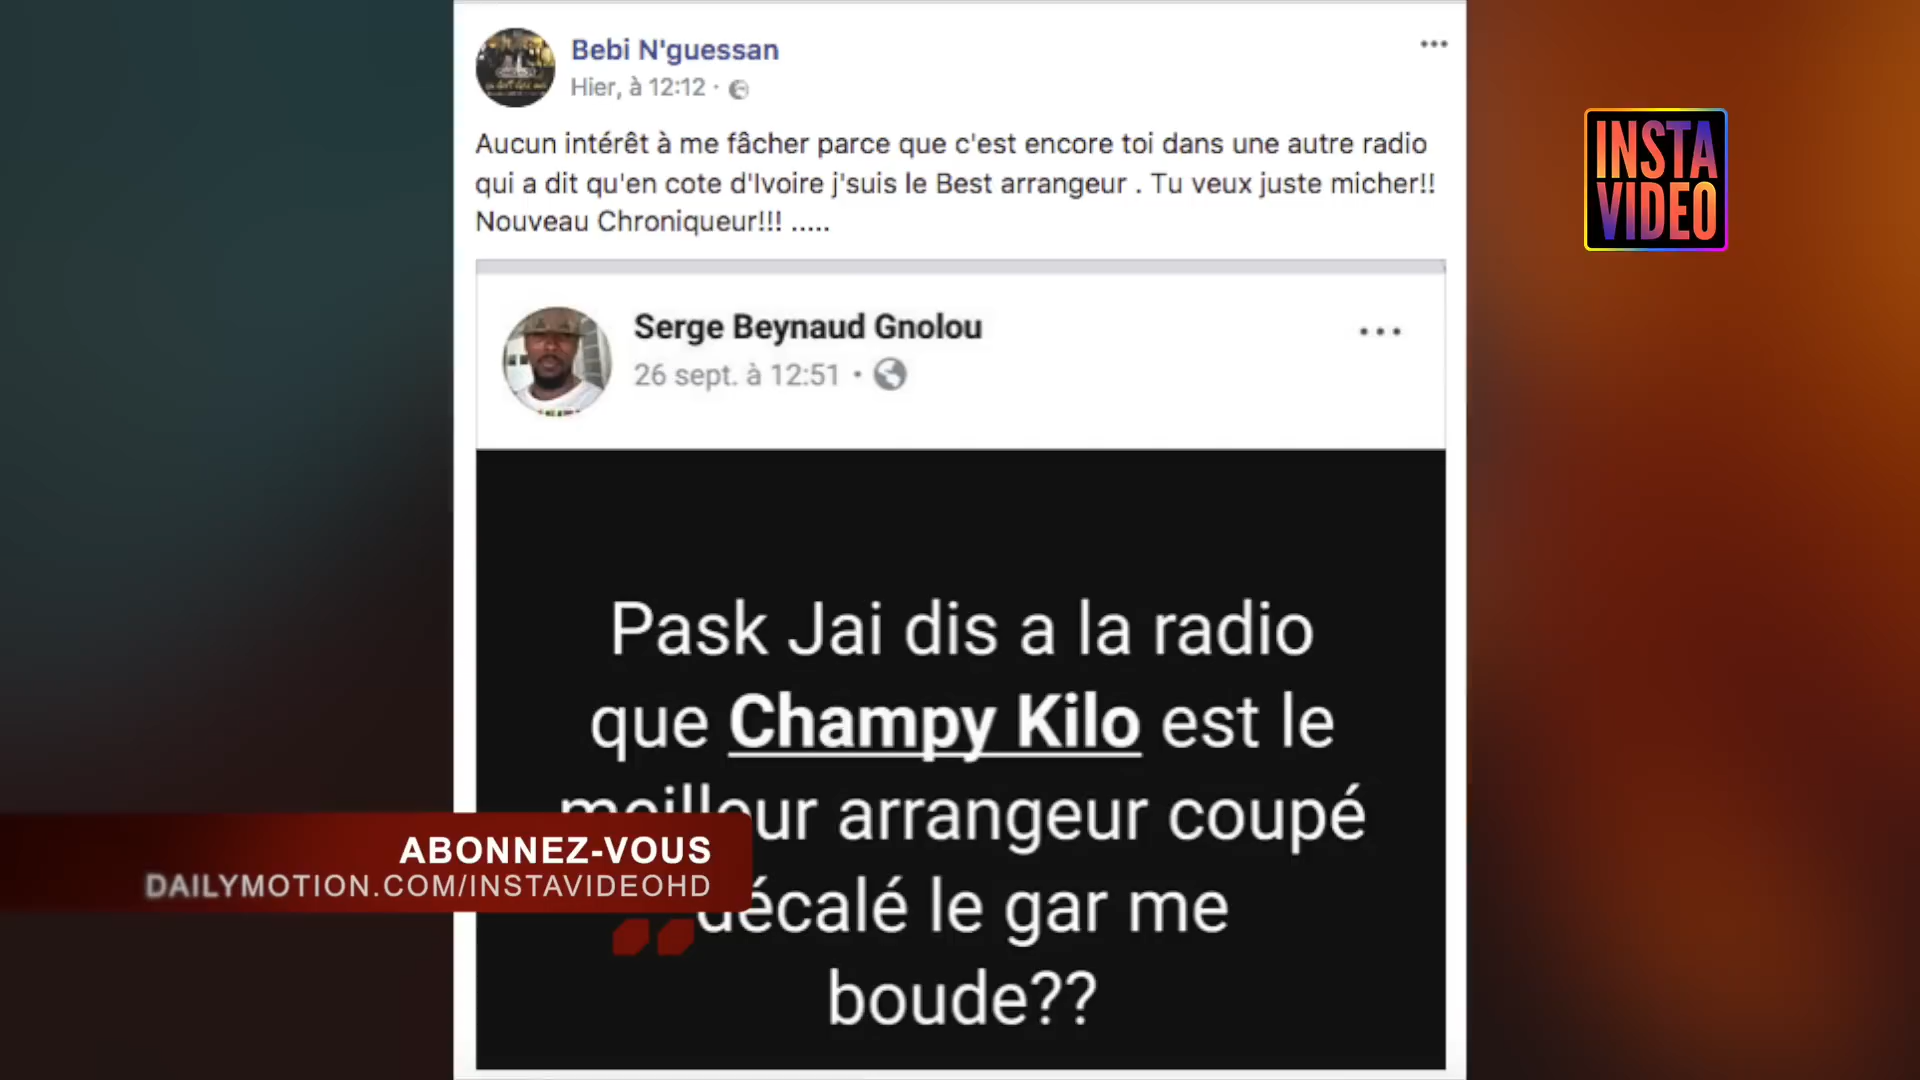 Bebi N'guessan
Hier, à 12:12 ·
Aucun intérêt à me fâcher parce que c'est encore toi dans une autre radio
qui a dit qu'en cote d'Ivoire j'suis le Best arrangeur . Tu veux juste micher!!
Nouveau Chroniqueur!!! .....
INSTA
VIDEO
Serge Beynaud Gnolou
26 sept. à 12:51 ·
Pask Jai dis a la radio
que Champy Kilo est le
meilleur arrangeur coupé
décalé le gar me
boude??
ABONNEZ-VOUS
DAILYMOTION.COM/INSTAVIDEOHD